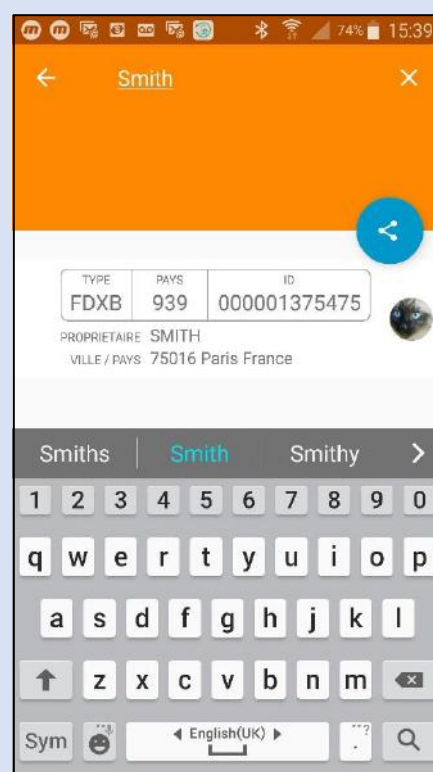 74% 15:39
Smith
TYPE PAYS ID
FDXB 939 000001375475
PROPRIETAIRE SMITH
VILLE / PAYS 75016 Paris France
Smiths Smith Smithy
1 2 3 4 5 6 7 8 9 0
q w e r t y u i o p
a s d f g h j k l
z x c v b n m
Sym English(UK) . ?